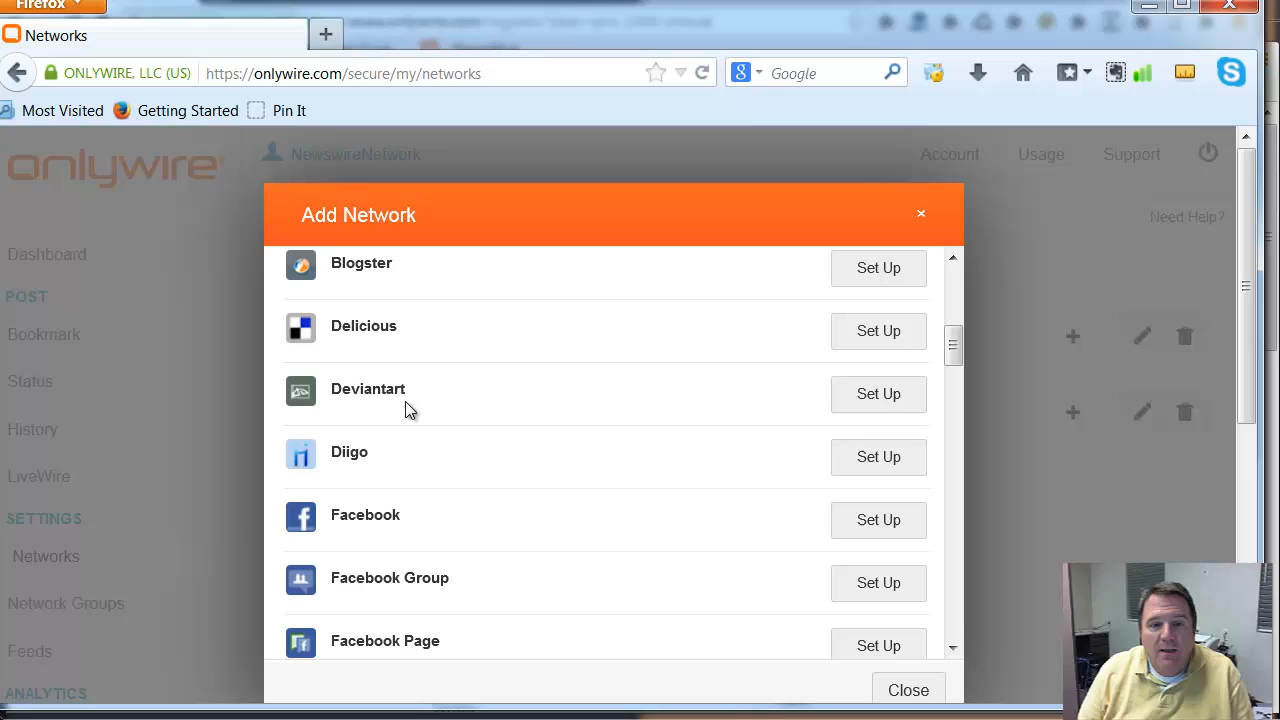 Firefox
Networks
ONLYWIRE, LLC (US)
https://onlywire.com/secure/my/networks
Google
Most Visited
Getting Started
Pin It
onlywire
NewswireNetwork
Account
Usage
Support
Need Help?
Add Network
×
Dashboard
POST
Bookmark
Status
History
LiveWire
SETTINGS
Networks
Network Groups
Feeds
ANALYTICS
Blogster
Set Up
Delicious
Set Up
Deviantart
Set Up
Diigo
Set Up
Facebook
Set Up
Facebook Group
Set Up
Facebook Page
Set Up
Close